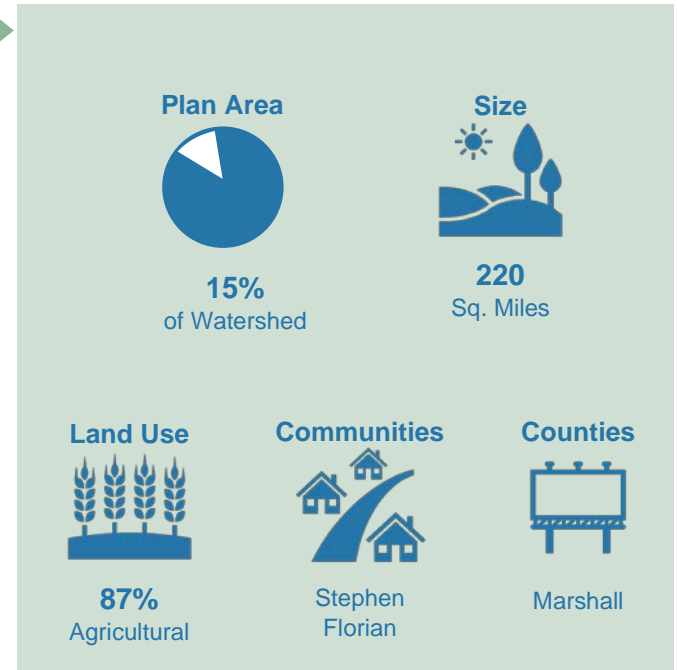 Plan Area
15%
of Watershed
Size
220
Sq. Miles
Land Use
87%
Agricultural
Communities
Stephen
Florian
Counties
Marshall